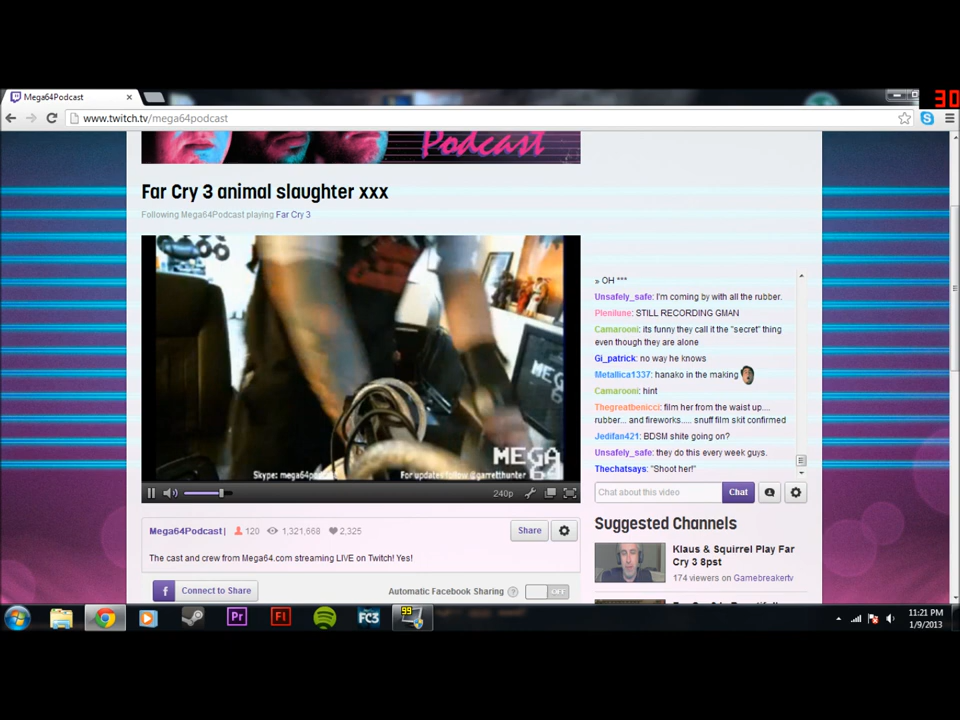 Mega64Podcast
30
www.twitch.tv/mega64podcast
Podcast
Far Cry 3 animal slaughter xxx
Following Mega64Podcast playing Far Cry 3
» OH ***
Unsafely_safe: I'm coming by with all the rubber.
Plenilune: STILL RECORDING GMAN
Camarooni: its funny they call it the "secret" thing
even though they are alone
Gi_patrick: no way he knows
Metallica1337: hanako in the making
Camarooni: hint
Thegreatbenicci: film her from the waist up....
rubber... and fireworks..... snuff film skit confirmed
Jedifan421: BDSM shite going on?
Unsafely_safe: they do this every week guys.
Thechatsays: "Shoot her!"
MEGA
Skype: mega64po
For updates follow @garretthunter
240p
Chat about this video
Chat
Mega64Podcast |
120
1,321,668
2,325
Share
The cast and crew from Mega64.com streaming LIVE on Twitch! Yes!
Connect to Share
Automatic Facebook Sharing
?
OFF
Suggested Channels
Klaus & Squirrel Play Far
Cry 3 8pst
174 viewers on Gamebreakertv
Pr
Fl
FC3
99
11:21 PM
1/9/2013